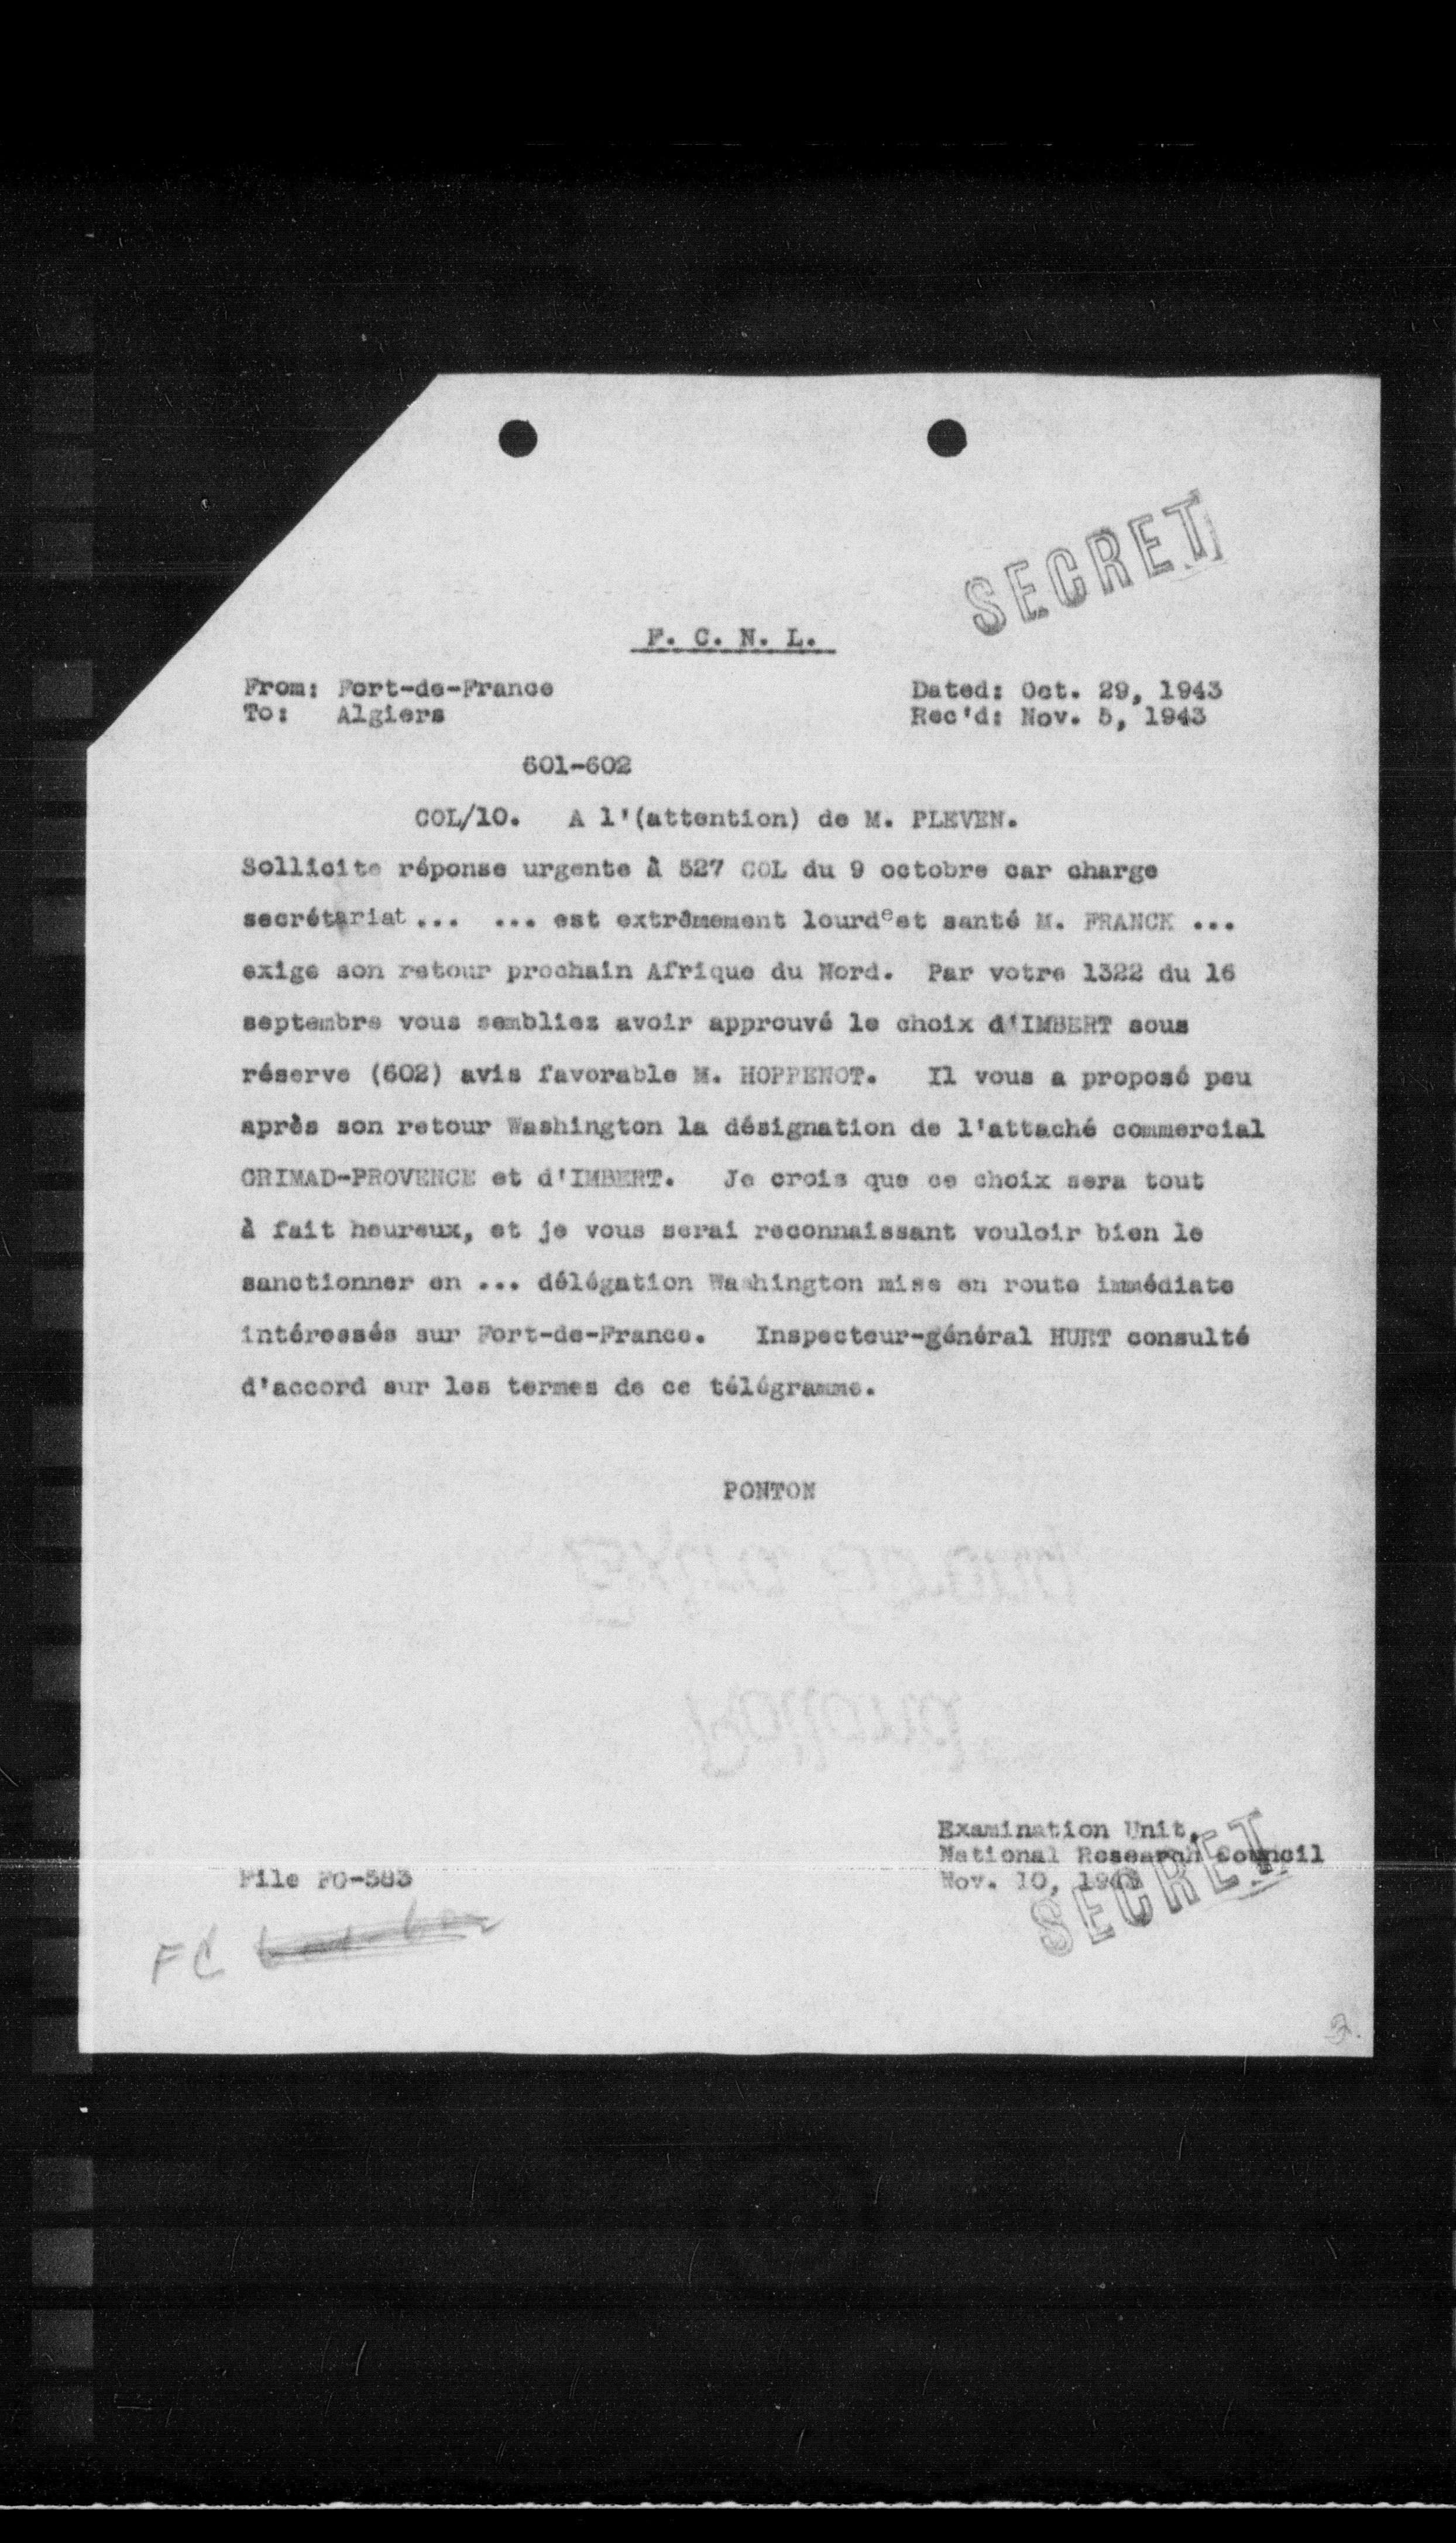 SECRET
F. C. N. L.
From: Fort-de-France
To: Algiers
Dated: Oct. 29, 1943
Rec'd: Nov. 5, 1943
601-602
COL/10. A l'(attention) de M. PLEVEN.
Sollicite réponse urgente à 527 COL du 9 octobre car charge
secrétariat... ... est extrêmement lourde et santé M. FRANCK ...
exige son retour prochain Afrique du Nord. Par votre 1322 du 16
septembre vous sembliez avoir approuvé le choix d'IMBERT sous
réserve (602) avis favorable M. HOPPENOT. Il vous a proposé peu
après son retour Washington la désignation de l'attaché commercial
GRIMAD-PROVENCE et d'IMBERT. Je crois que ce choix sera tout
à fait heureux, et je vous serai reconnaissant vouloir bien le
sanctionner en ... délégation Washington mise en route immédiate
intéressés sur Fort-de-France. Inspecteur-général HURT consulté
d'accord sur les termes de ce télégramme.
PONTON
Examination Unit,
National Research Council
Nov. 10, 1943
SECRET
File FO-583
FC
2.